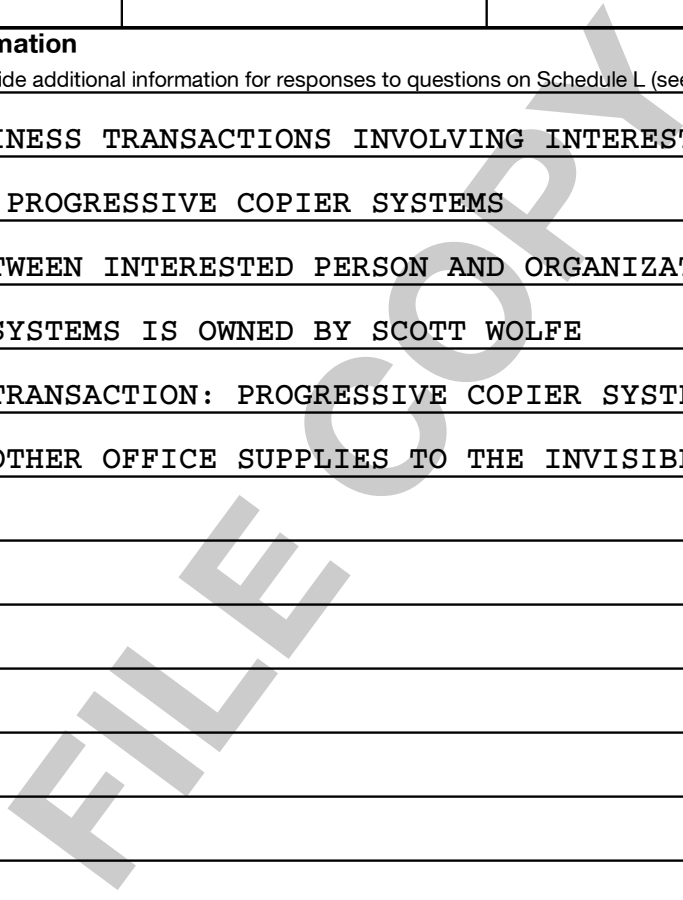 mation
ide additional information for responses to questions on Schedule L (see
INESS TRANSACTIONS INVOLVING INTEREST
PROGRESSIVE COPIER SYSTEMS
TWEEN INTERESTED PERSON AND ORGANIZAT
SYSTEMS IS OWNED BY SCOTT WOLFE
TRANSACTION: PROGRESSIVE COPIER SYSTE
OTHER OFFICE SUPPLIES TO THE INVISIBL
FILE COPY